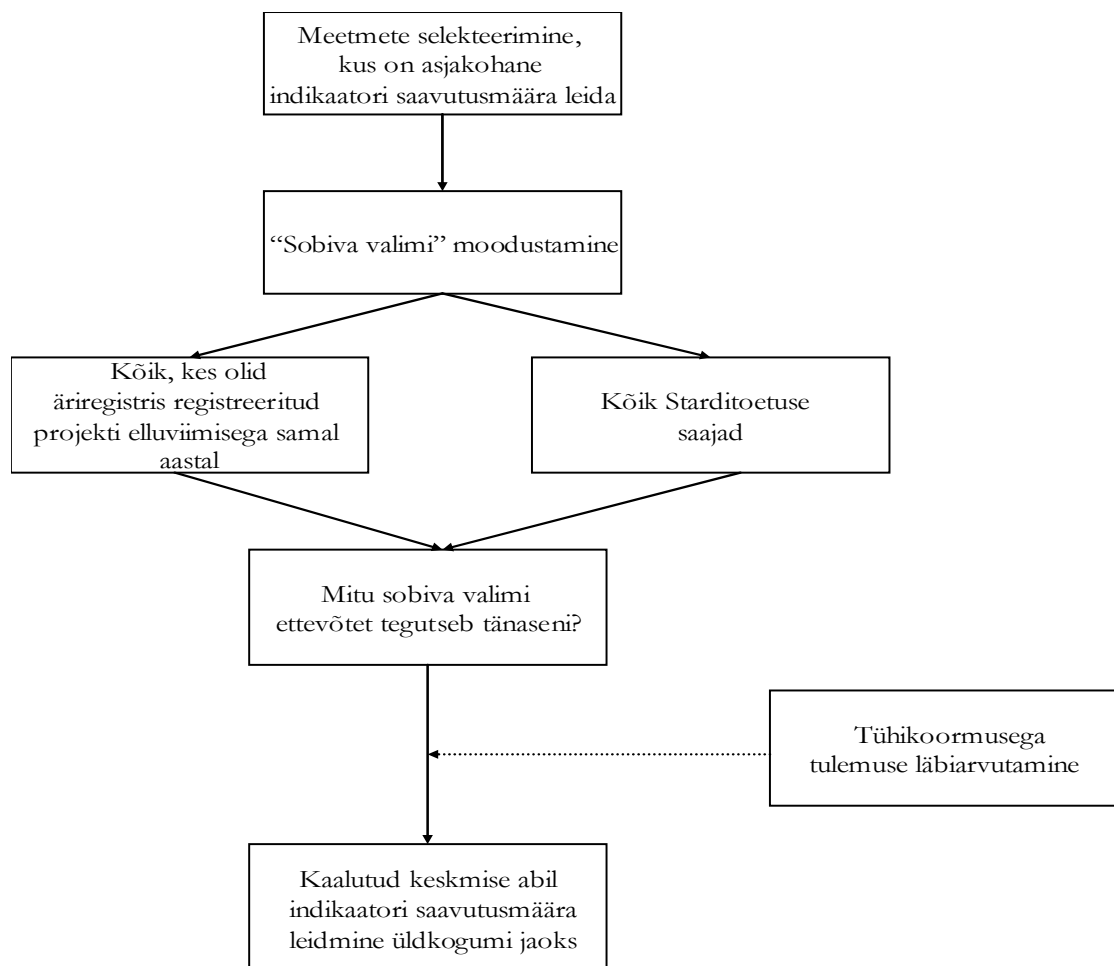 Meetmete selekteerimine,
kus on asjakohane
indikaatori saavutusmäära leida
“Sobiva valimi” moodustamine
Kõik, kes olid
äriregistris registreeritud
projekti elluviimisega samal
aastal
Kõik Starditoetuse
saajad
Mitu sobiva valimi
ettevõtet tegutseb tänaseni?
Tühikoormusega
tulemuse läbiarvutamine
Kaalutud keskmise abil
indikaatori saavutusmäära
leidmine üldkogumi jaoks